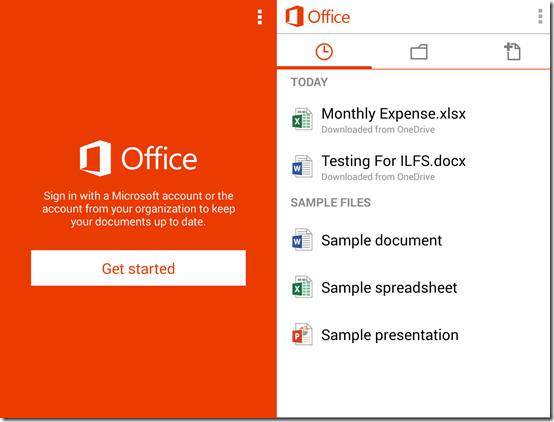 Office
Sign in with a Microsoft account or the
account from your organization to keep
your documents up to date.
Get started
Office
TODAY
Monthly Expense.xlsx
Downloaded from OneDrive
Testing For ILFS.docx
Downloaded from OneDrive
SAMPLE FILES
Sample document
Sample spreadsheet
Sample presentation